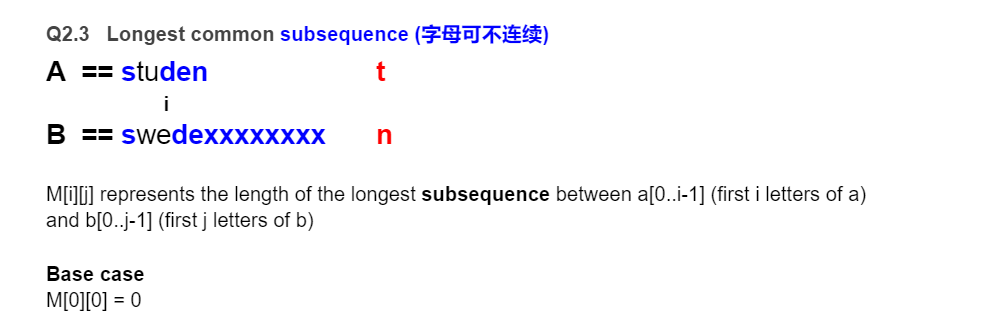 Q2.3 Longest common subsequence (字母可不连续)
A == studen t
i
B == swedexxxxxxxx n
M[i][j] represents the length of the longest subsequence between a[0..i-1] (first i letters of a)
and b[0..j-1] (first j letters of b)
Base case
M[0][0] = 0